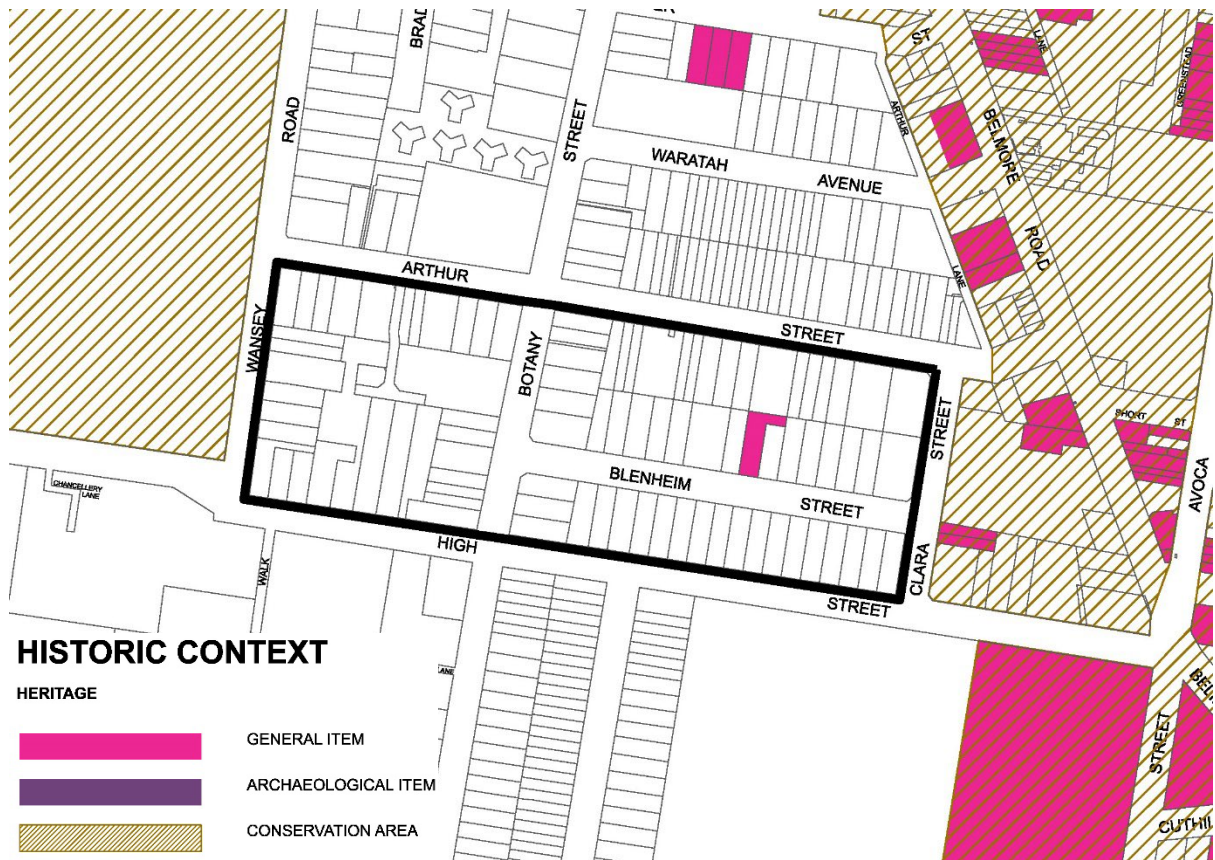 BRAD
ST
LANE
GREENSTEAD
ROAD
STREET
ARTHUR
BELMORE
ROAD
WARATAH
AVENUE
LANE
ARTHUR
STREET
WANSEY
BOTANY
STREET
SHORT ST
BLENHEIM
STREET
AVOCA
CHANCELLERY
LANE
HIGH
WALK
CLARA
STREET
LANE
STREET
CUTHIL
HISTORIC CONTEXT
HERITAGE
GENERAL ITEM
ARCHAEOLOGICAL ITEM
CONSERVATION AREA